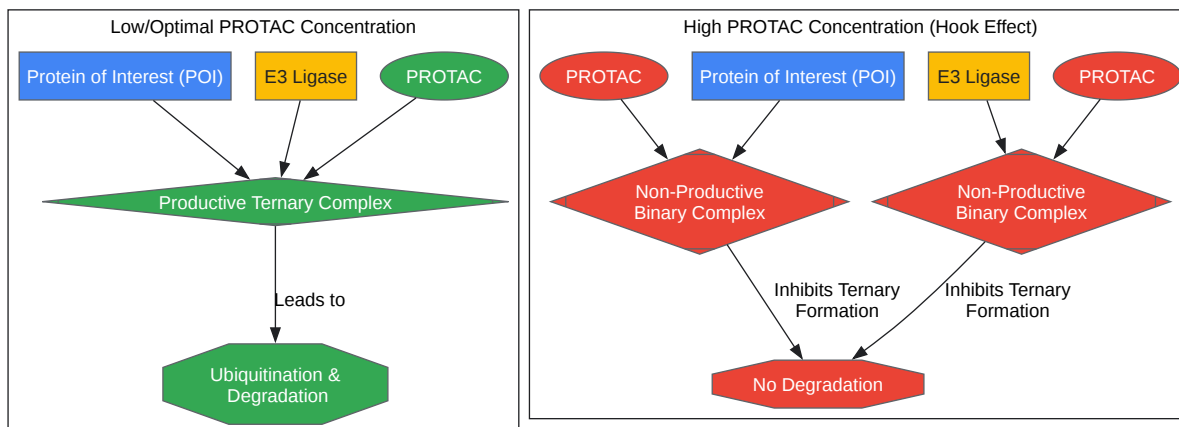 Low/Optimal PROTAC Concentration
Protein of Interest (POI)
E3 Ligase
PROTAC
Productive Ternary Complex
Leads to
Ubiquitination &
Degradation
High PROTAC Concentration (Hook Effect)
PROTAC
Protein of Interest (POI)
E3 Ligase
PROTAC
Non-Productive
Binary Complex
Non-Productive
Binary Complex
Inhibits Ternary
Formation
Inhibits Ternary
Formation
No Degradation